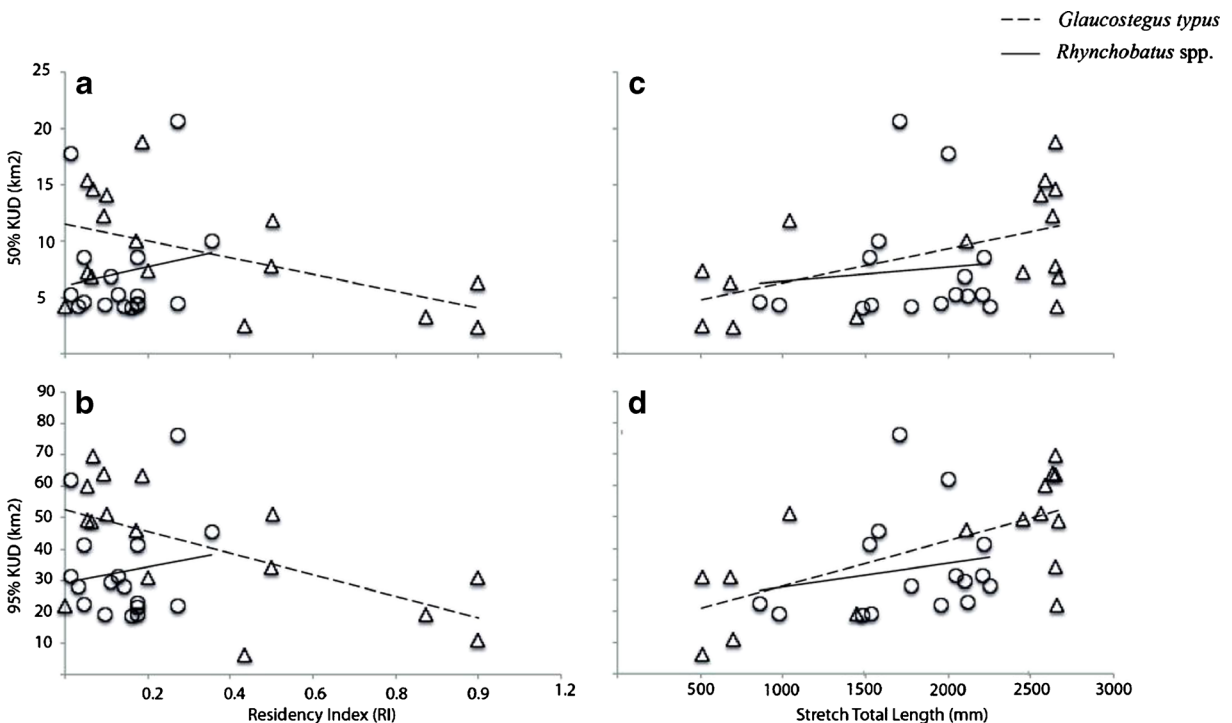 Glaucostegus typus
Rhynchobatus spp.
a
25
20
15
10
5
50% KUD (km2)
c
b
90
80
70
60
50
40
30
20
10
95% KUD (km2)
0.2
0.4
0.6
0.8
0.9
1.2
Residency Index (RI)
d
500
1000
1500
2000
2500
3000
Stretch Total Length (mm)